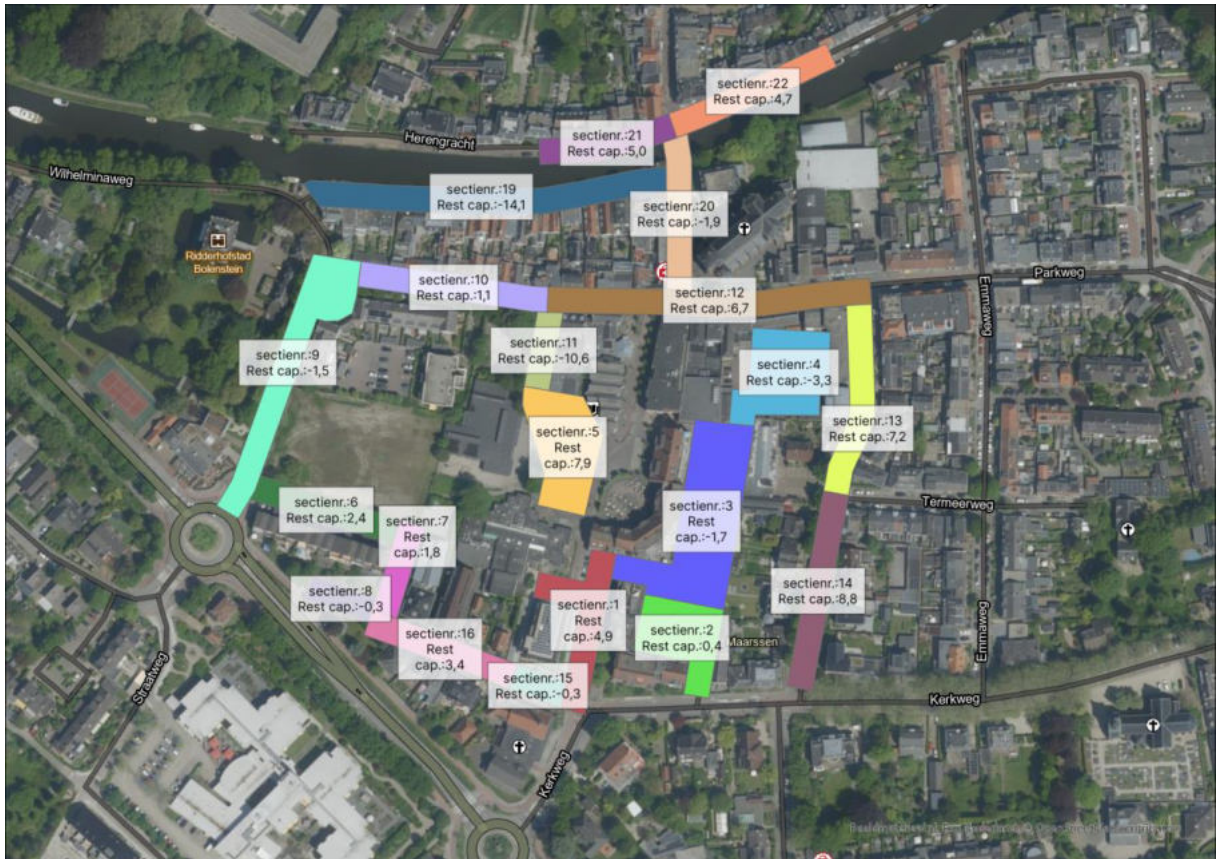 sectienr.:22
Rest cap.:4,7
sectienr.:21
Rest cap.:5,0
Herengracht
Wilhelminaweg
sectienr.:19
Rest cap.:-14,1
sectienr.:20
Rest cap.:-1,9
Ridderhofstad
Bolenstein
sectienr.:10
Rest cap.:1,1
sectienr.:12
Rest cap.:6,7
Parkweg
Emmaweg
sectienr.:11
Rest cap.:-10,6
sectienr.:9
Rest cap.:-1,5
sectienr.:4
Rest cap.:-3,3
sectienr.:5
Rest
cap.:7,9
sectienr.:13
Rest cap.:7,2
sectienr.:6
Rest cap.:2,4
sectienr.:7
Rest
cap.:1,8
sectienr.:3
Rest
cap.:-1,7
Termeerweg
sectienr.:8
Rest cap.:-0,3
sectienr.:14
Rest cap.:8,8
sectienr.:1
Rest
cap.:4,9
sectienr.:2
Rest cap.:0,4
Maarssen
sectienr.:16
Rest cap.:3,4
sectienr.:15
Rest cap.:-0,3
Emmaweg
Straatweg
Kerkweg
Kerkweg